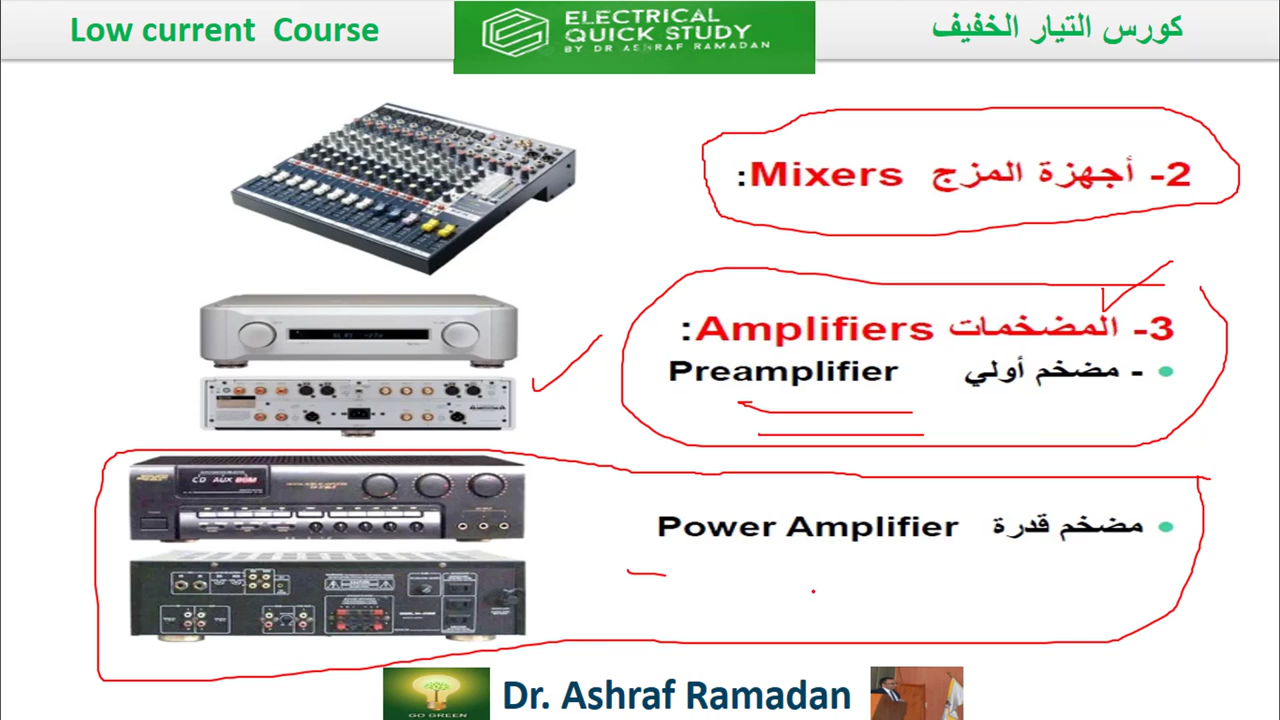 Low current Course
ELECTRICAL
QUICK STUDY
BY DR ASHRAF RAMADAN
كورس التيار الخفيف
2- أجهزة المزج Mixers:
3- المضخمات Amplifiers:
- مضخم أولي Preamplifier
CD AUX BGM
مضخم قدرة Power Amplifier
GO GREEN
Dr. Ashraf Ramadan